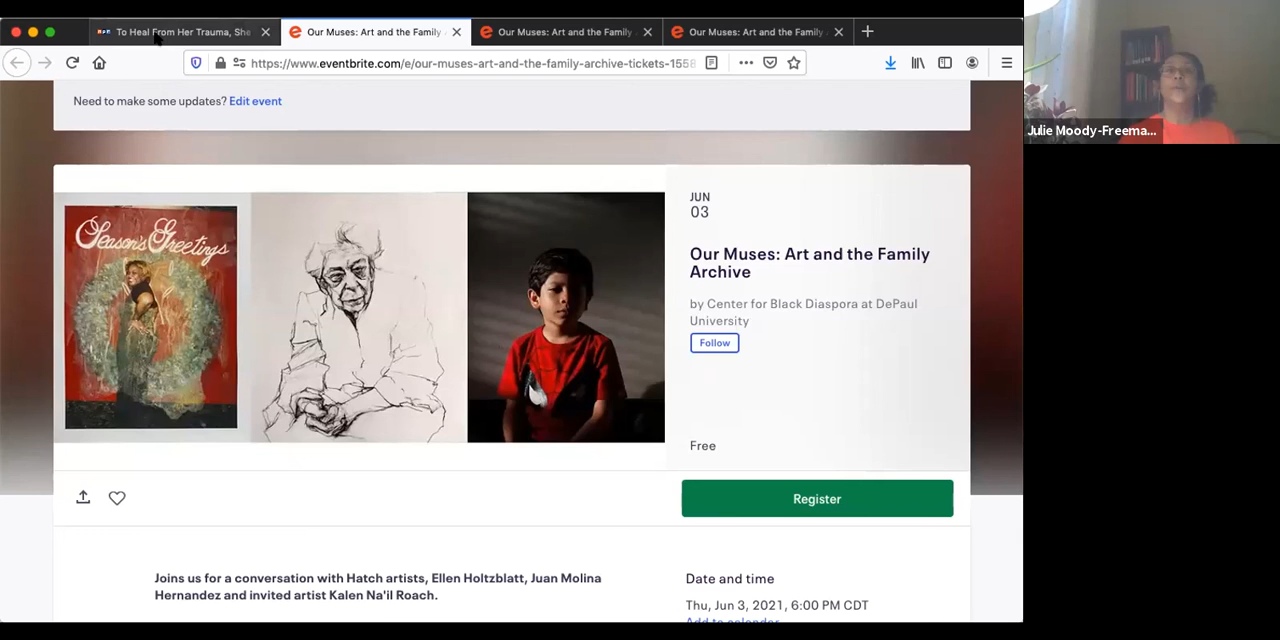 To Heal From Her Trauma, She
Our Muses: Art and the Family
Our Muses: Art and the Family
Our Muses: Art and the Family
https://www.eventbrite.com/e/our-muses-art-and-the-family-archive-tickets-1558
Need to make some updates? Edit event
Julie Moody-Freema...
Season's Greetings
JUN
03
Our Muses: Art and the Family
Archive
by Center for Black Diaspora at DePaul
University
Follow
Free
Register
Joins us for a conversation with Hatch artists, Ellen Holtzblatt, Juan Molina
Hernandez and invited artist Kalen Na'il Roach.
Date and time
Thu, Jun 3, 2021, 6:00 PM CDT
Add to calendar